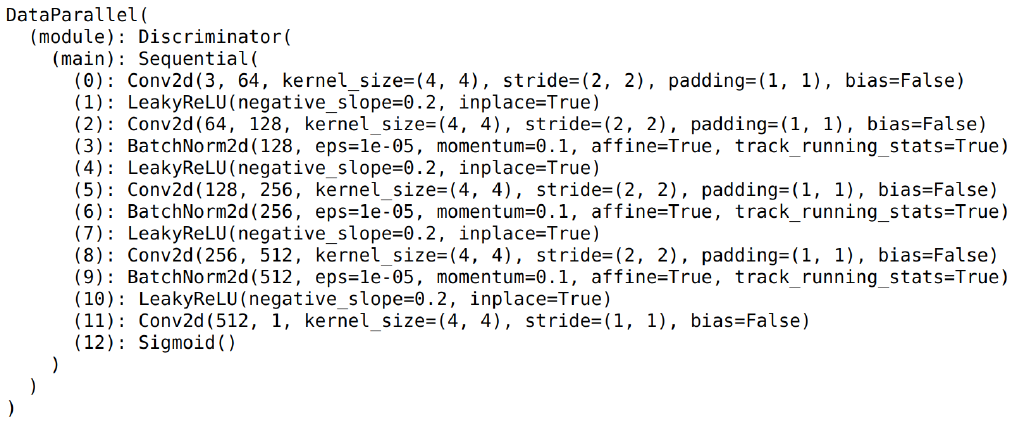 DataParallel(
  (module): Discriminator(
    (main): Sequential(
      (0): Conv2d(3, 64, kernel_size=(4, 4), stride=(2, 2), padding=(1, 1), bias=False)
      (1): LeakyReLU(negative_slope=0.2, inplace=True)
      (2): Conv2d(64, 128, kernel_size=(4, 4), stride=(2, 2), padding=(1, 1), bias=False)
      (3): BatchNorm2d(128, eps=1e-05, momentum=0.1, affine=True, track_running_stats=True)
      (4): LeakyReLU(negative_slope=0.2, inplace=True)
      (5): Conv2d(128, 256, kernel_size=(4, 4), stride=(2, 2), padding=(1, 1), bias=False)
      (6): BatchNorm2d(256, eps=1e-05, momentum=0.1, affine=True, track_running_stats=True)
      (7): LeakyReLU(negative_slope=0.2, inplace=True)
      (8): Conv2d(256, 512, kernel_size=(4, 4), stride=(2, 2), padding=(1, 1), bias=False)
      (9): BatchNorm2d(512, eps=1e-05, momentum=0.1, affine=True, track_running_stats=True)
      (10): LeakyReLU(negative_slope=0.2, inplace=True)
      (11): Conv2d(512, 1, kernel_size=(4, 4), stride=(1, 1), bias=False)
      (12): Sigmoid()
    )
  )
)